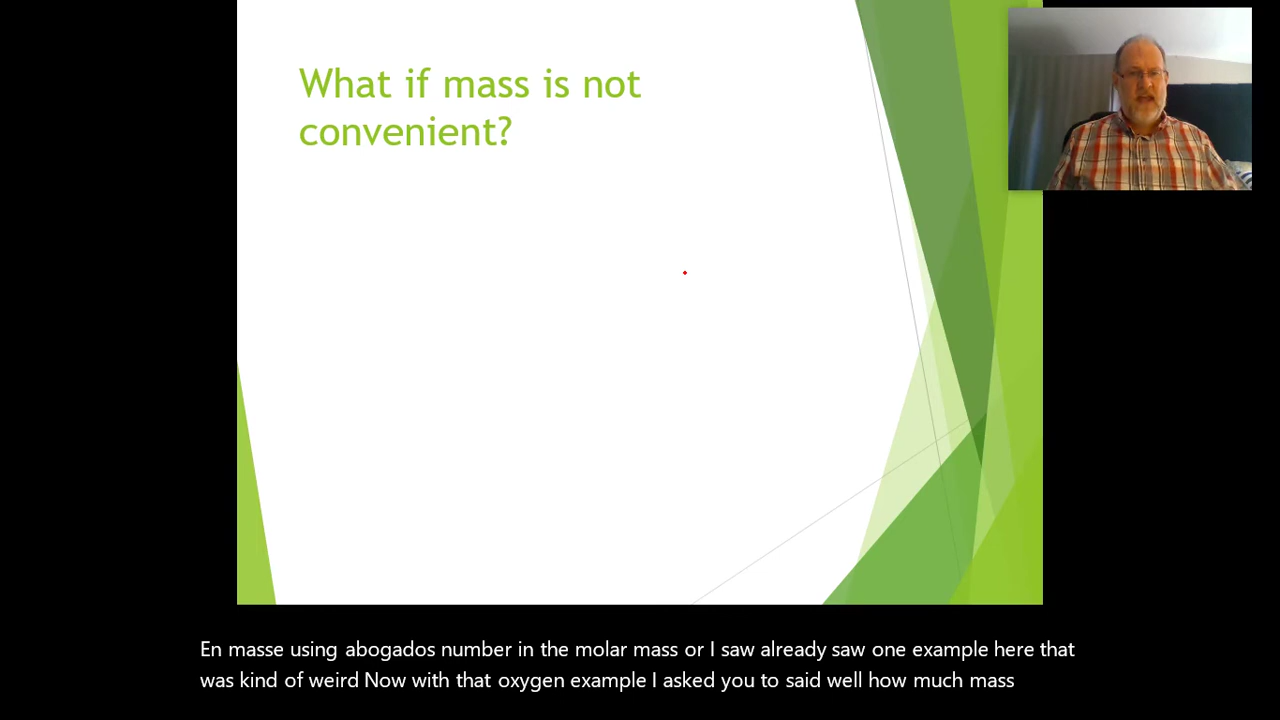 What if mass is not
convenient?
En masse using abogados number in the molar mass or I saw already saw one example here that
was kind of weird Now with that oxygen example I asked you to said well how much mass